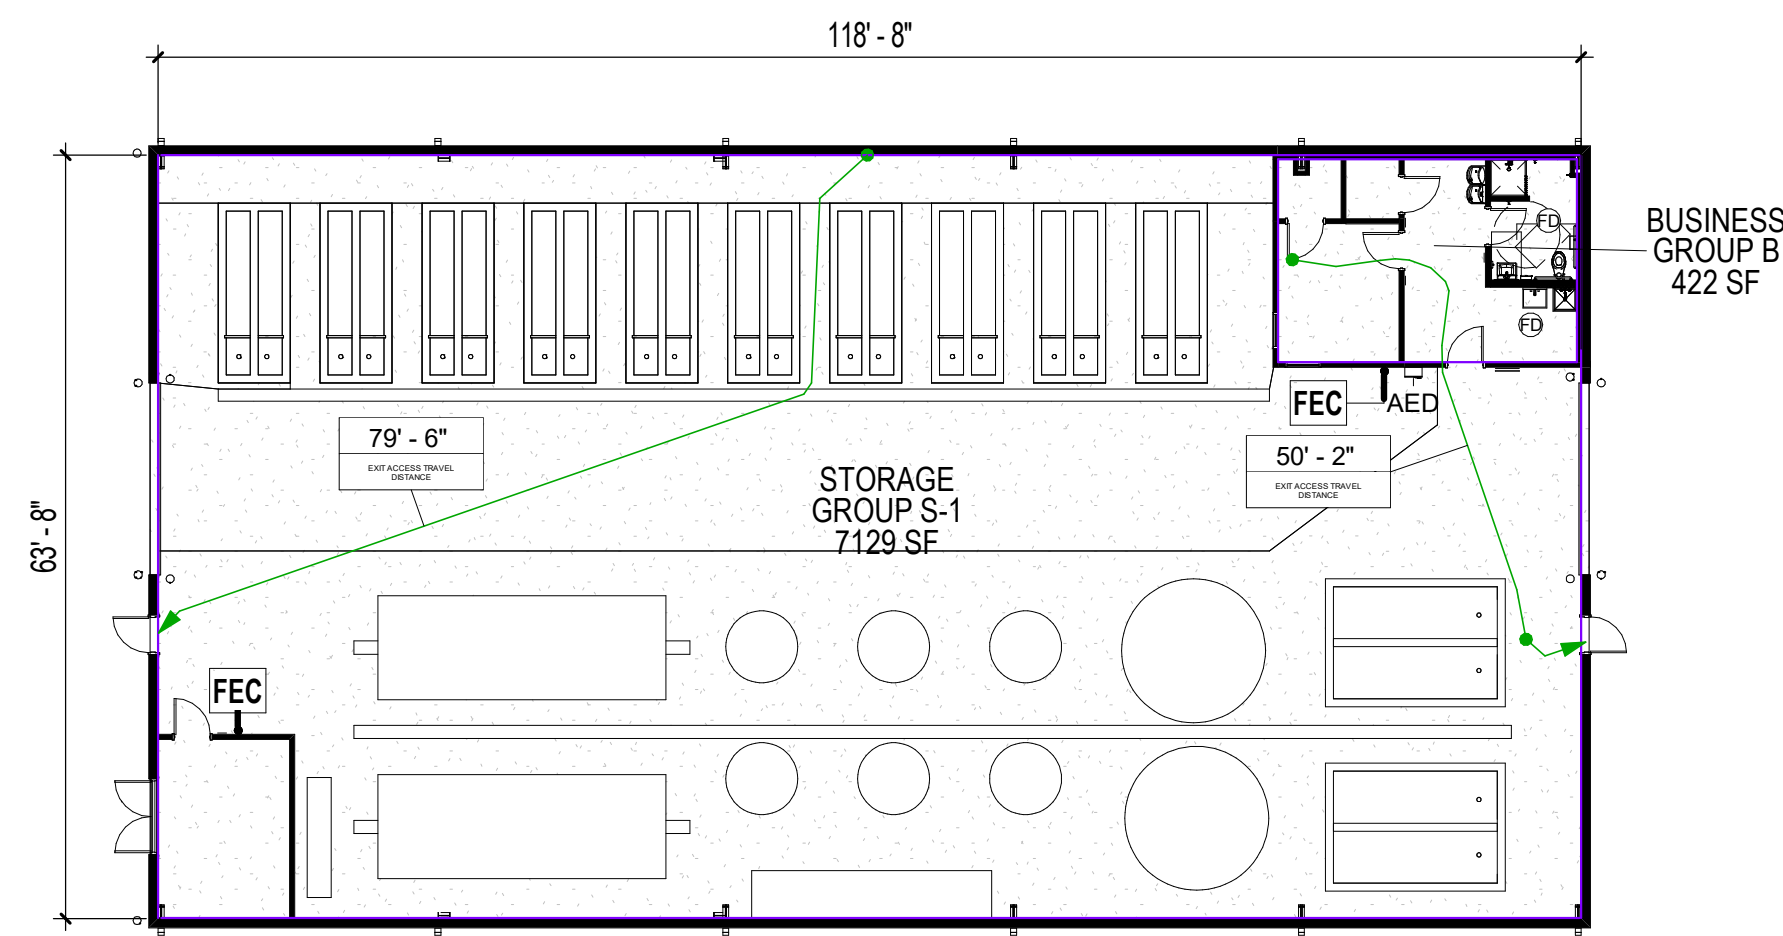 118' - 8"
BUSINESS
GROUP B
422 SF
FD
FD
FEC
AED
79' - 6"
EXIT ACCESS TRAVEL
DISTANCE
50' - 2"
EXIT ACCESS TRAVEL
DISTANCE
STORAGE
GROUP S-1
7129 SF
63' - 8"
FEC